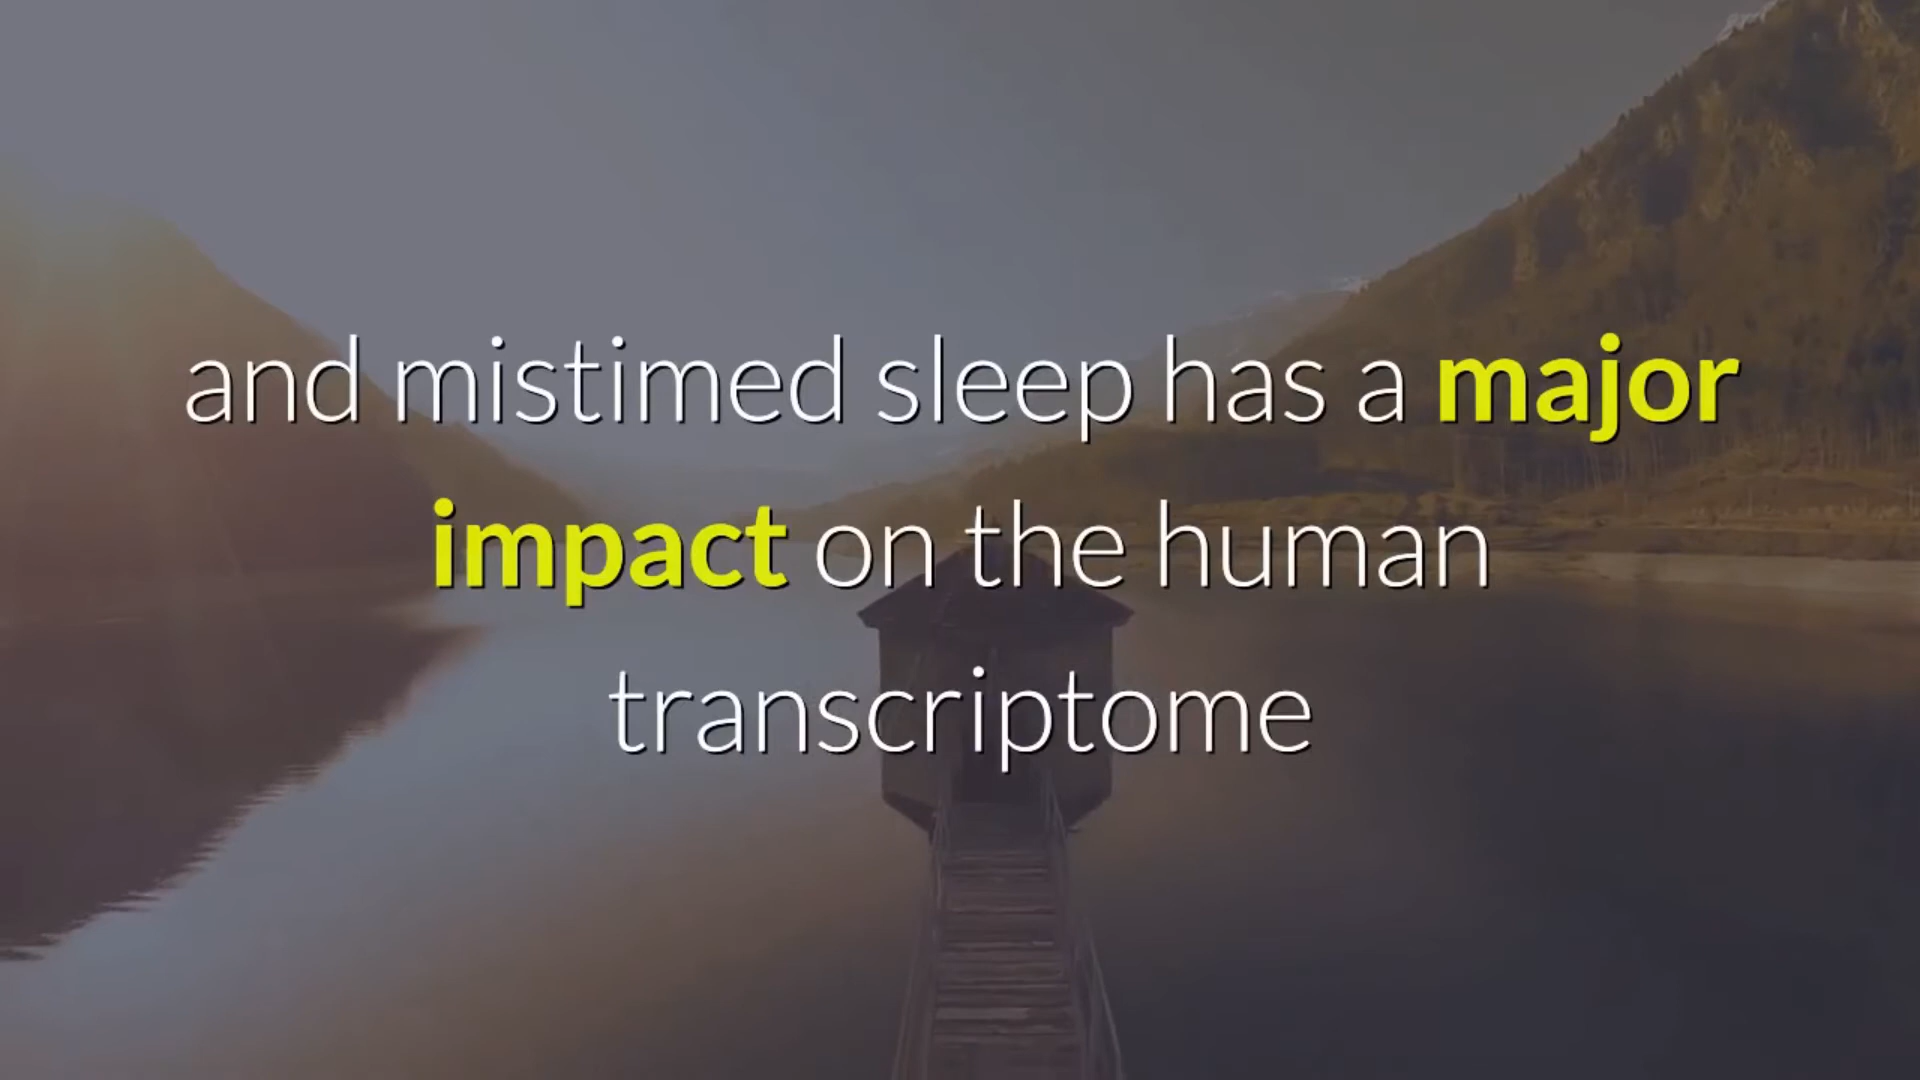 and mistimed sleep has a major
impact on the human
transcriptome